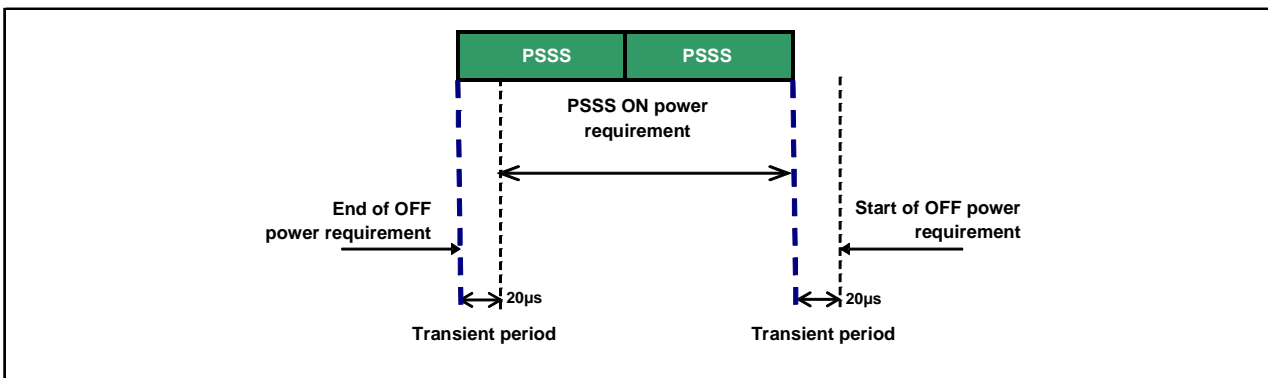 PSSS PSSS
PSSS ON power
requirement
End of OFF
power requirement
Start of OFF power
requirement
20µs
20µs
Transient period
Transient period